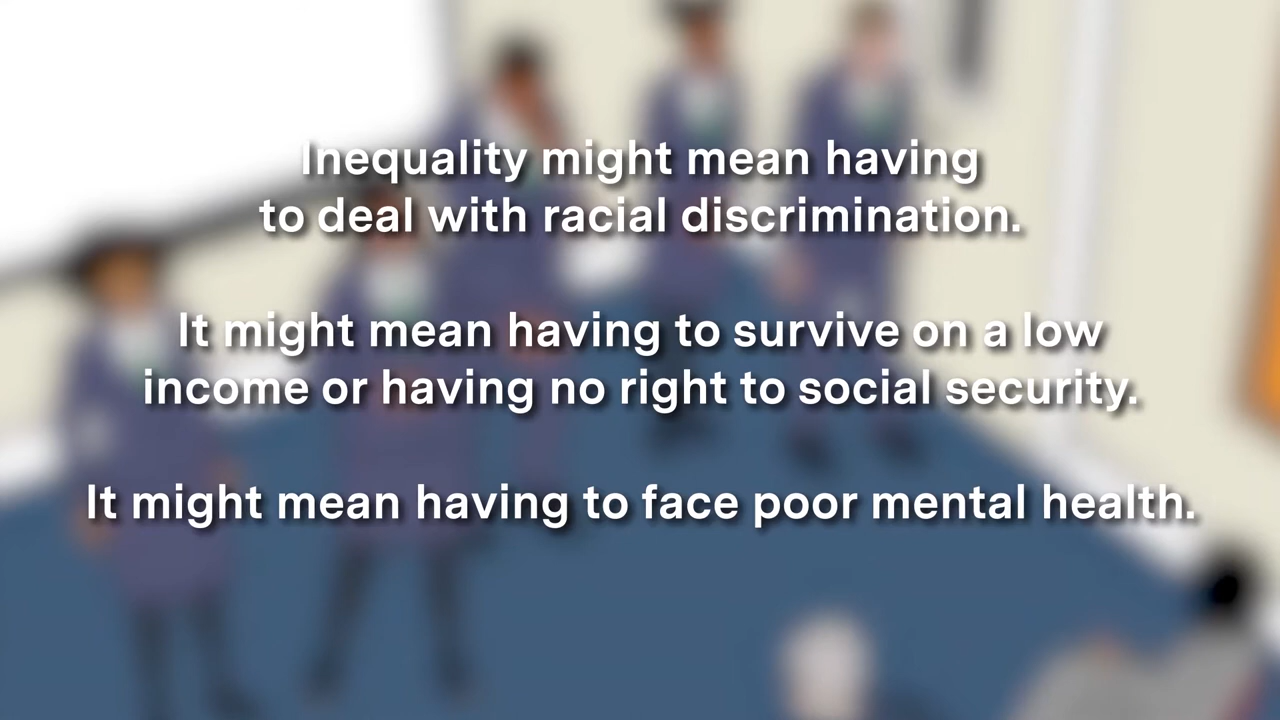 Inequality might mean having
to deal with racial discrimination.
It might mean having to survive on a low
income or having no right to social security.
It might mean having to face poor mental health.